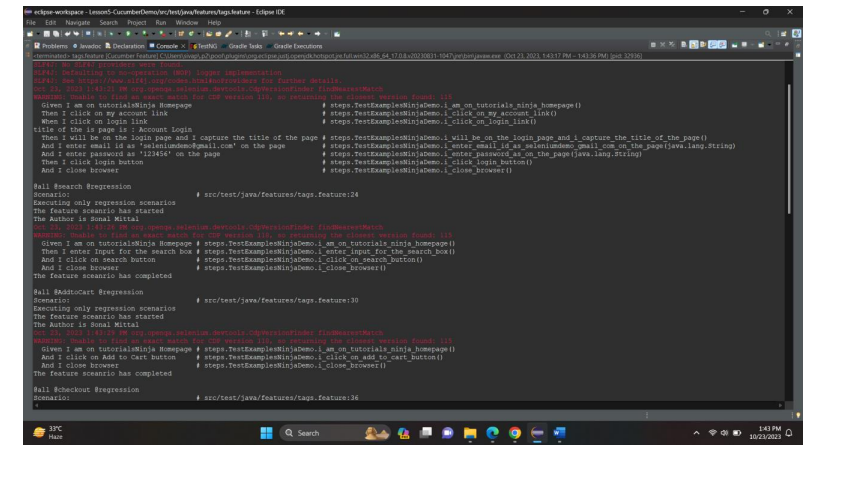 eclipse-workspace - Lesson5-CucumberDemo/src/test/java/features/tags.feature - Eclipse IDE
File Edit Navigate Search Project Run Window Help
Problems Javadoc Declaration Console TestNG Gradle Tasks Gradle Executions
SLF4J: No SLF4J providers were found.
SLF4J: Defaulting to no-operation (NOP) logger implementation
Given I am on tutorialsNinja Homepage # steps.TestExamplesNinjaDemo.i_am_on_tutorials_ninja_homepage()
Then I click on my account link # steps.TestExamplesNinjaDemo.i_click_on_my_account_link()
When I click on login link # steps.TestExamplesNinjaDemo.i_click_on_login_link()
title of the is page is : Account Login
Then I will be on the login page and I capture the title of the page # steps.TestExamplesNinjaDemo.i_will_be_on_the_login_page_and_i_capture_the_title_of_the_page()
And I enter email id as 'seleniumdemo@gmail.com' on the page # steps.TestExamplesNinjaDemo.i_enter_email_id_as_seleniumdemo_gmail_com_on_the_page(java.lang.String)
And I enter password as '123456' on the page # steps.TestExamplesNinjaDemo.i_enter_password_as_on_the_page(java.lang.String)
Then I click login button # steps.TestExamplesNinjaDemo.i_click_login_button()
And I close browser # steps.TestExamplesNinjaDemo.i_close_browser()
@all @search @regression
Scenario: # src/test/java/features/tags.feature:24
Executing only regression scenarios
The feature sceanrio has started
The Author is Sonal Mittal
Given I am on tutorialsNinja Homepage # steps.TestExamplesNinjaDemo.i_am_on_tutorials_ninja_homepage()
Then I enter Input for the search box # steps.TestExamplesNinjaDemo.i_enter_input_for_the_search_box()
And I click on search button # steps.TestExamplesNinjaDemo.i_click_on_search_button()
And I close browser # steps.TestExamplesNinjaDemo.i_close_browser()
The feature sceanrio has completed
@all @AddtoCart @regression
Scenario: # src/test/java/features/tags.feature:30
Executing only regression scenarios
The feature sceanrio has started
The Author is Sonal Mittal
Given I am on tutorialsNinja Homepage # steps.TestExamplesNinjaDemo.i_am_on_tutorials_ninja_homepage()
And I click on Add to Cart button # steps.TestExamplesNinjaDemo.i_click_on_add_to_cart_button()
And I close browser # steps.TestExamplesNinjaDemo.i_close_browser()
The feature sceanrio has completed
@all @checkout @regression
Scenario: # src/test/java/features/tags.feature:36
33°C
Haze
Search
1:43 PM
10/23/2023